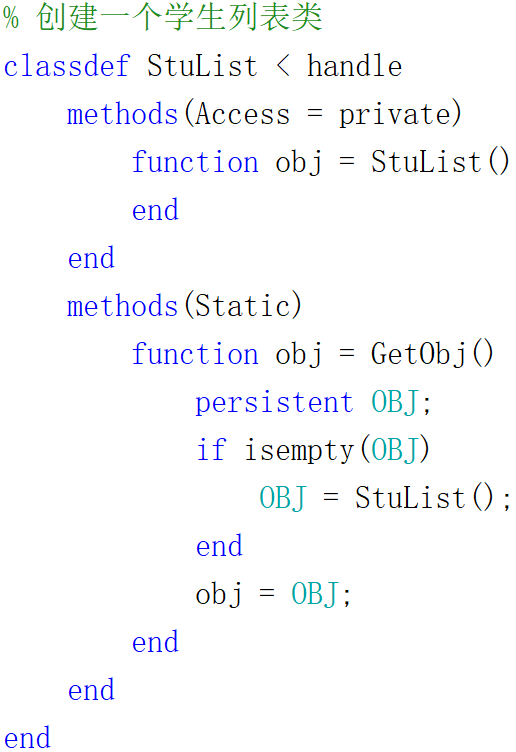 % 创建一个学生列表类
classdef StuList < handle
    methods(Access = private)
        function obj = StuList()
        end
    end
    methods(Static)
        function obj = GetObj()
            persistent OBJ;
            if isempty(OBJ)
                OBJ = StuList();
            end
            obj = OBJ;
        end
    end
end